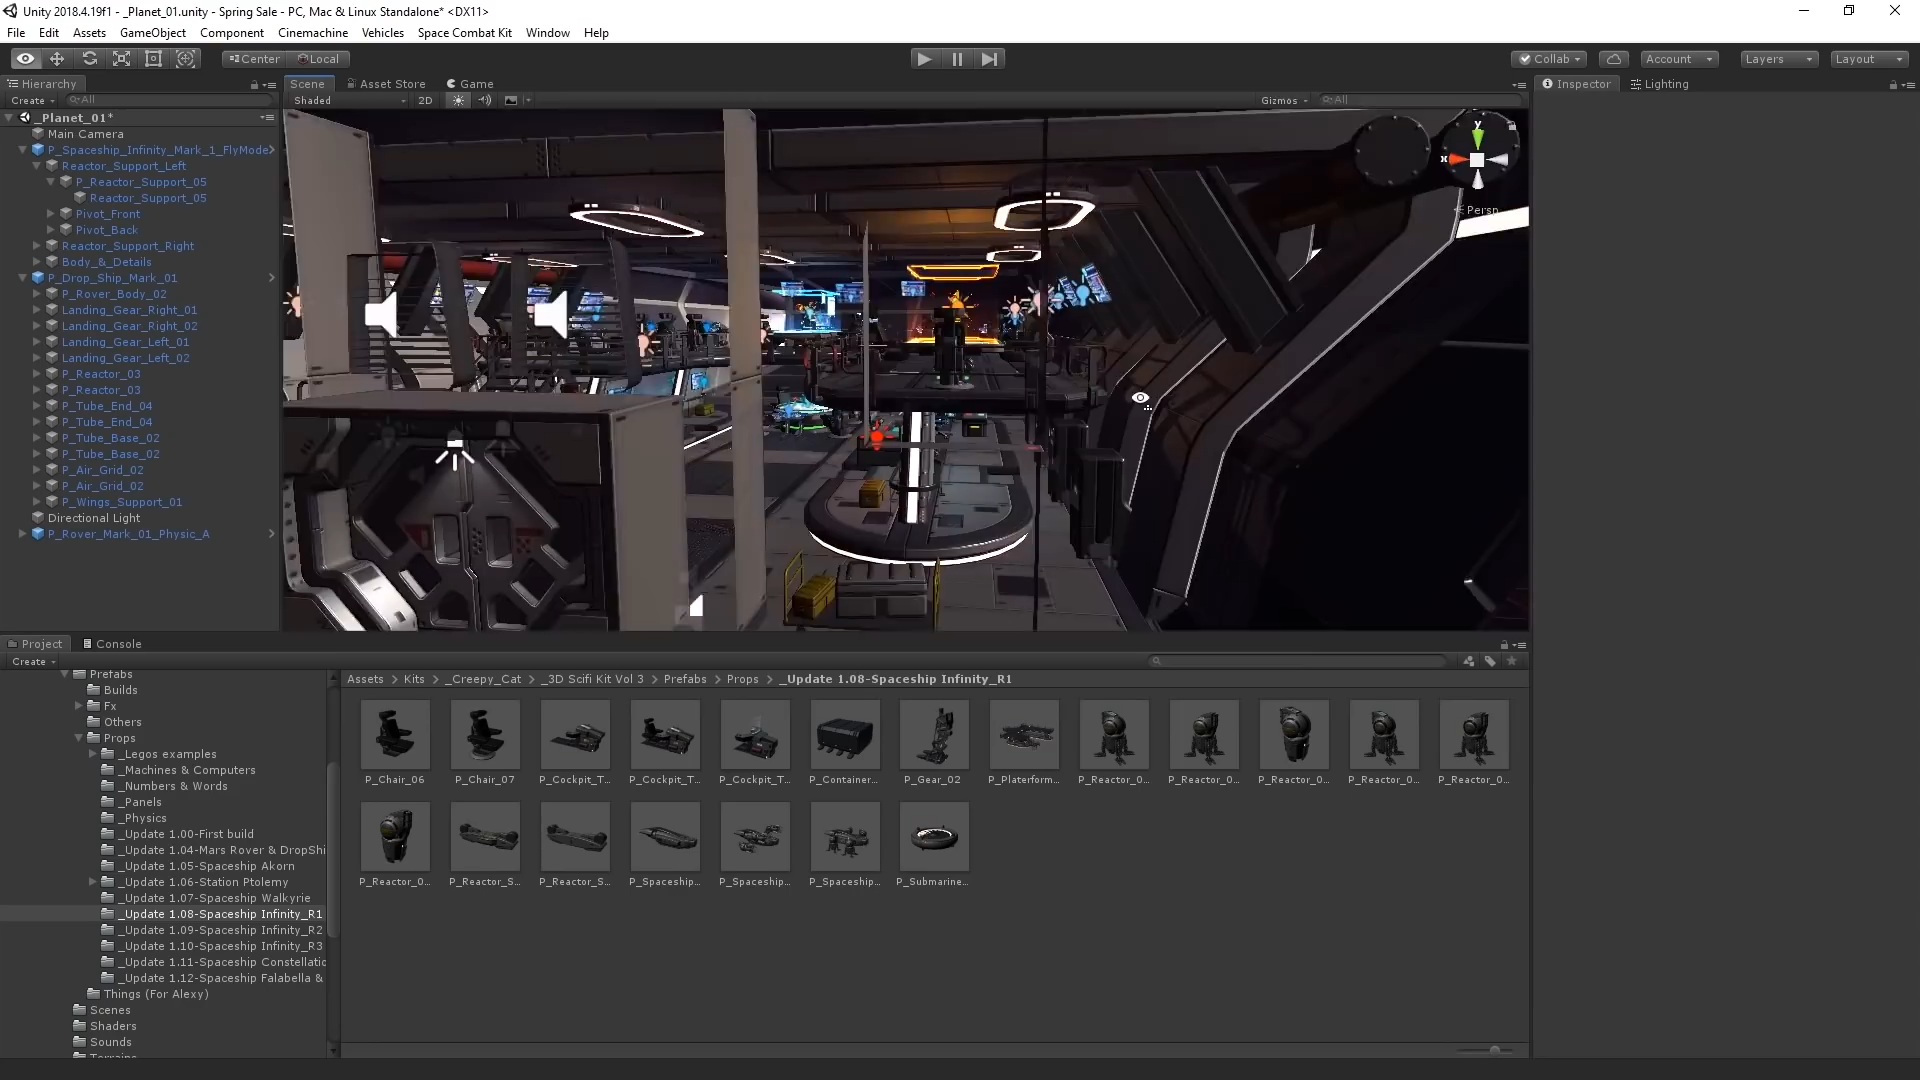 Unity 2018.4.19f1 - _Planet_01.unity - Spring Sale - PC, Mac & Linux Standalone* <DX11>
File Edit Assets GameObject Component Cinemachine Vehicles Space Combat Kit Window Help
Center Local Collab Account Layers Layout
Hierarchy
Create All
_Planet_01*
Main Camera
P_Spaceship_Infinity_Mark_1_FlyMode
Reactor_Support_Left
P_Reactor_Support_05
Reactor_Support_05
Pivot_Front
Pivot_Back
Reactor_Support_Right
Body_&_Details
P_Drop_Ship_Mark_01
P_Rover_Body_02
Landing_Gear_Right_01
Landing_Gear_Right_02
Landing_Gear_Left_01
Landing_Gear_Left_02
P_Reactor_03
P_Reactor_03
P_Tube_End_04
P_Tube_End_04
P_Tube_Base_02
P_Tube_Base_02
P_Air_Grid_02
P_Air_Grid_02
P_Wings_Support_01
Directional Light
P_Rover_Mark_01_Physic_A
Scene Asset Store Game
Shaded 2D Gizmos All
y
x
Persp
Inspector Lighting
Project Console
Create
Prefabs
Builds
Fx
Others
Props
_Legos examples
_Machines & Computers
_Numbers & Words
_Panels
_Physics
_Update 1.00-First build
_Update 1.04-Mars Rover & DropShi
_Update 1.05-Spaceship Akorn
_Update 1.06-Station Ptolemy
_Update 1.07-Spaceship Walkyrie
_Update 1.08-Spaceship Infinity_R1
_Update 1.09-Spaceship Infinity_R2
_Update 1.10-Spaceship Infinity_R3
_Update 1.11-Spaceship Constellatio
_Update 1.12-Spaceship Falabella &
Things (For Alexy)
Scenes
Shaders
Sounds
Terrains
Assets > Kits > _Creepy_Cat > _3D Scifi Kit Vol 3 > Prefabs > Props > _Update 1.08-Spaceship Infinity_R1
P_Chair_06 P_Chair_07 P_Cockpit_T... P_Cockpit_T... P_Cockpit_T... P_Container... P_Gear_02 P_Platerform... P_Reactor_0... P_Reactor_0... P_Reactor_0... P_Reactor_0... P_Reactor_0...
P_Reactor_0... P_Reactor_S... P_Reactor_S... P_Spaceship... P_Spaceship... P_Spaceship... P_Submarine...